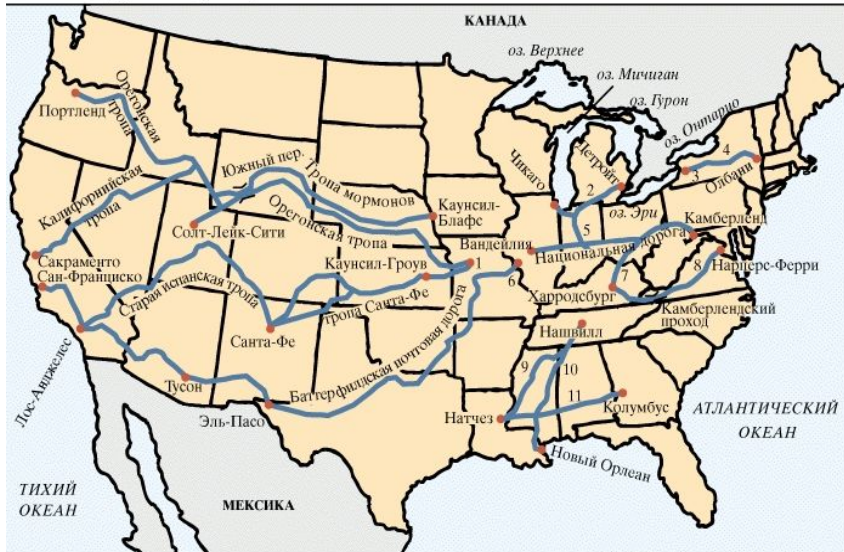 КАНАДА
оз. Верхнее
оз. Мичиган
оз. Гурон
оз. Онтарио
Орегонская
тропа
Портленд
4
3
Олбани
Детройт
Чикаго
2
оз. Эри
Южный пер.
Тропа мормонов
Калифорнийская
тропа
Каунсил-
Блафс
Солт-Лейк-Сити
Орегонская тропа
5
Камберленд
Национальная дорога
Вандейлия
Сакраменто
Сан-Франциско
Каунсил-Гроув
1
6
7
8
Нарперс-Ферри
Старая испанская тропа
тропа Санта-Фе
Харродсбург
Камберлендский
проход
Санта-Фе
Нашвилл
Лос-Анджелес
Баттерфилдская почтовая дорога
9
10
Тусон
11
Эль-Пасо
Натчез
Колумбус
АТЛАНТИЧЕСКИЙ
ОКЕАН
Новый Орлеан
ТИХИЙ
ОКЕАН
МЕКСИКА